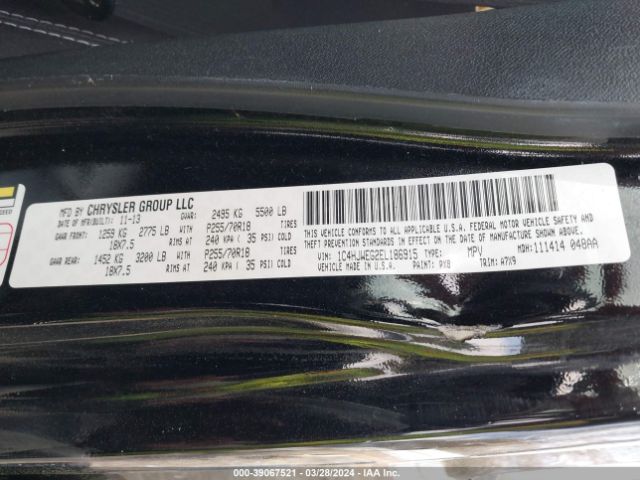 MFD BY CHRYSLER GROUP LLC
DATE OF MFR(BUILT): 11-13 GVWR: 2495 KG 5500 LB
GAWR FRONT: 1259 KG 2775 LB WITH P255/70R18 TIRES
18X7.5 RIMS AT 240 KPA ( 35 PSI) COLD
GAWR REAR: 1452 KG 3200 LB WITH P255/70R18 TIRES
18X7.5 RIMS AT 240 KPA ( 35 PSI) COLD
THIS VEHICLE CONFORMS TO ALL APPLICABLE U.S.A. FEDERAL MOTOR VEHICLE SAFETY AND
THEFT PREVENTION STANDARDS IN EFFECT ON THE DATE OF MANUFACTURE SHOWN ABOVE.
VIN: 1C4HJWEG2EL186915 TYPE: MPV MDH: 111414 048AA
VEHICLE MADE IN U.S.A. PAINT: PX8 TRIM: A7X9
000-39067521 | 03/28/2024 - IAA Inc.